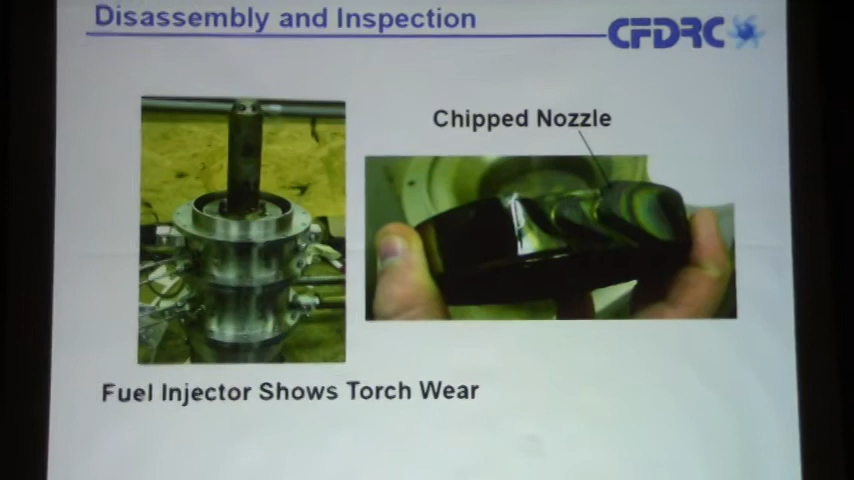 Disassembly and Inspection
CFDRC
Chipped Nozzle
Fuel Injector Shows Torch Wear